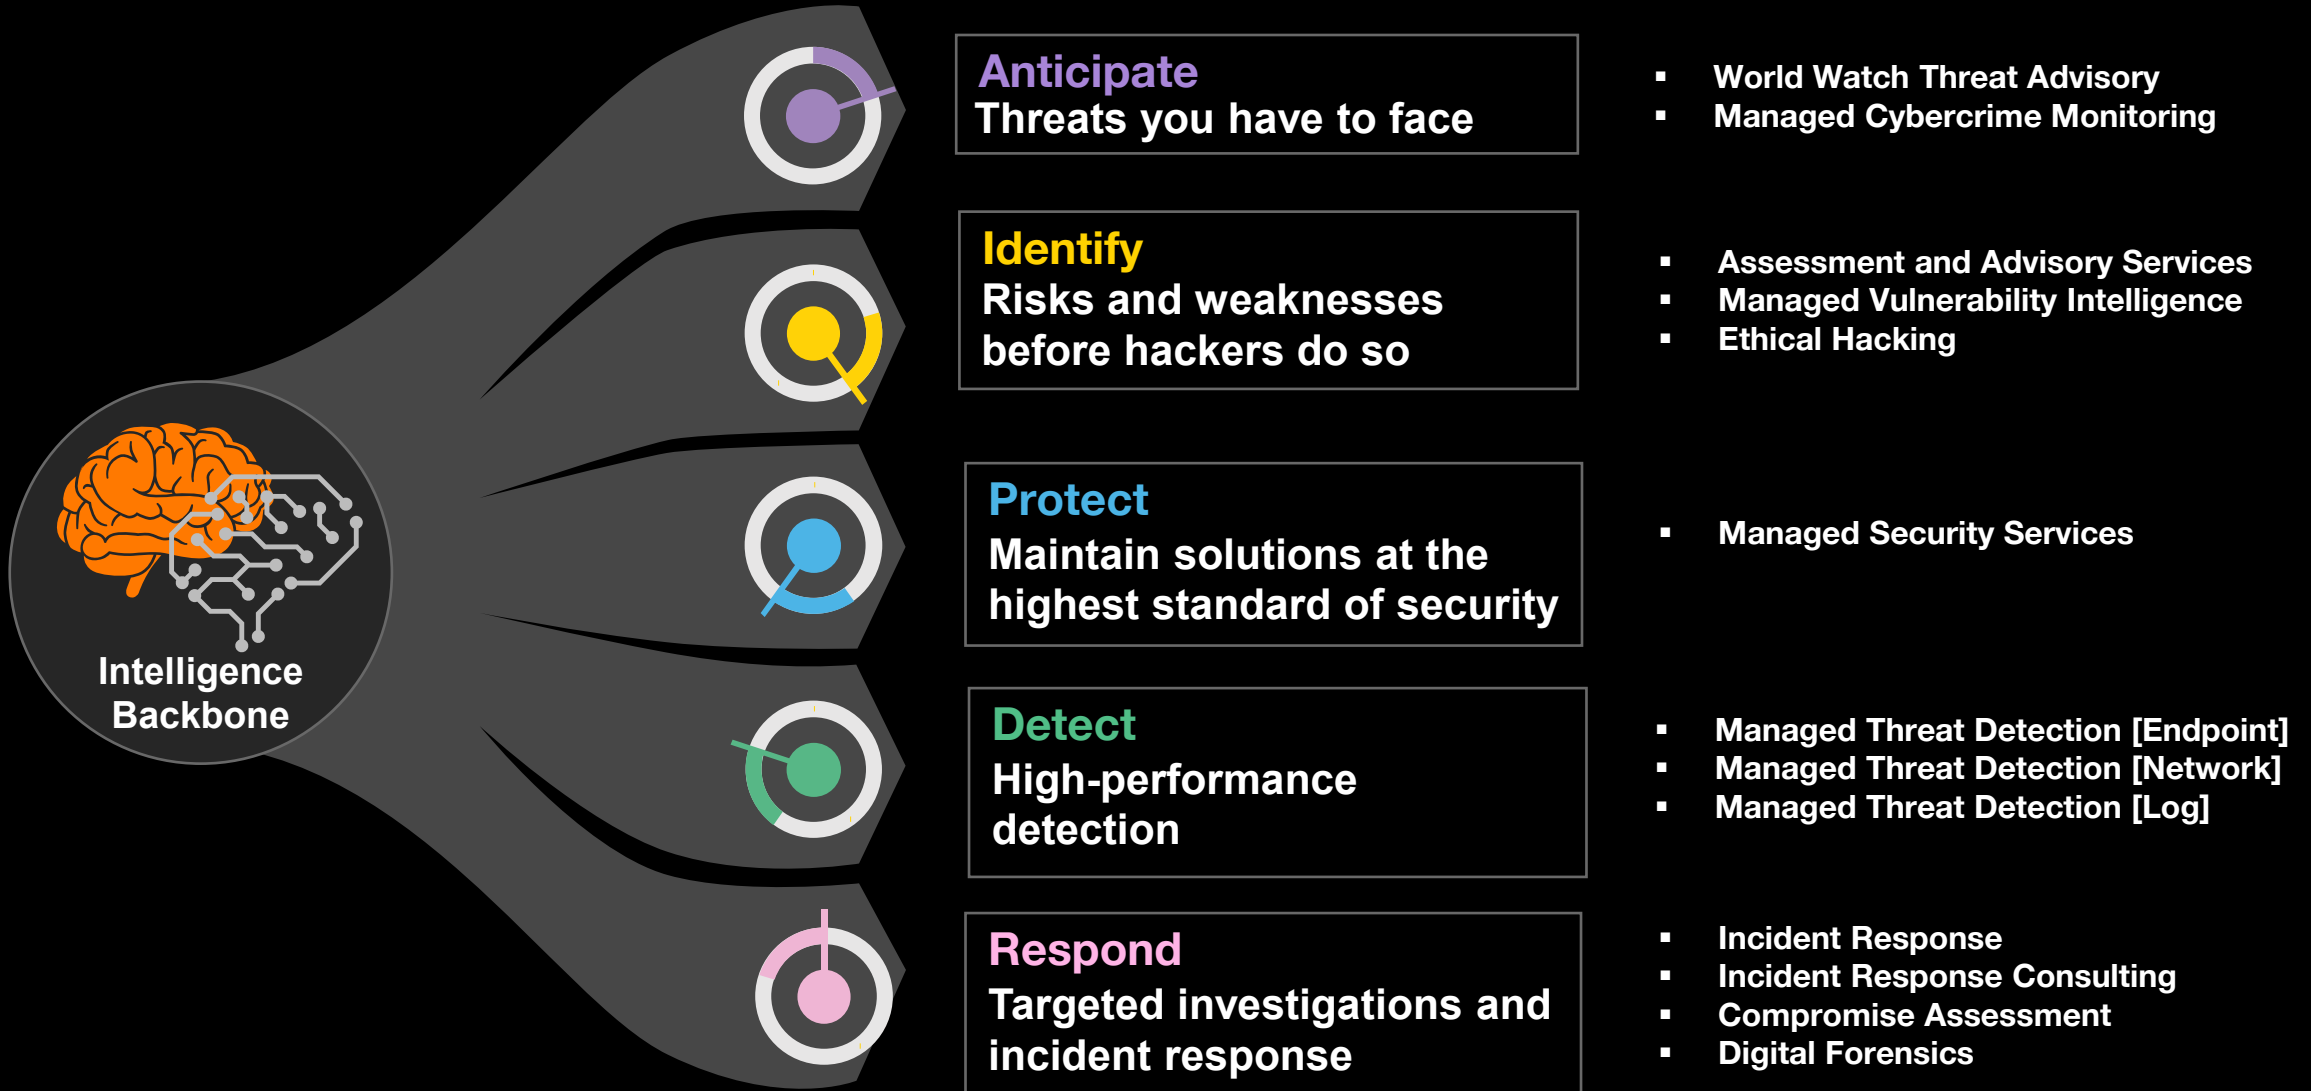 Intelligence
Backbone
Anticipate
Threats you have to face
▪ World Watch Threat Advisory
▪ Managed Cybercrime Monitoring
Identify
Risks and weaknesses
before hackers do so
▪ Assessment and Advisory Services
▪ Managed Vulnerability Intelligence
▪ Ethical Hacking
Protect
Maintain solutions at the
highest standard of security
▪ Managed Security Services
Detect
High-performance
detection
▪ Managed Threat Detection [Endpoint]
▪ Managed Threat Detection [Network]
▪ Managed Threat Detection [Log]
Respond
Targeted investigations and
incident response
▪ Incident Response
▪ Incident Response Consulting
▪ Compromise Assessment
▪ Digital Forensics